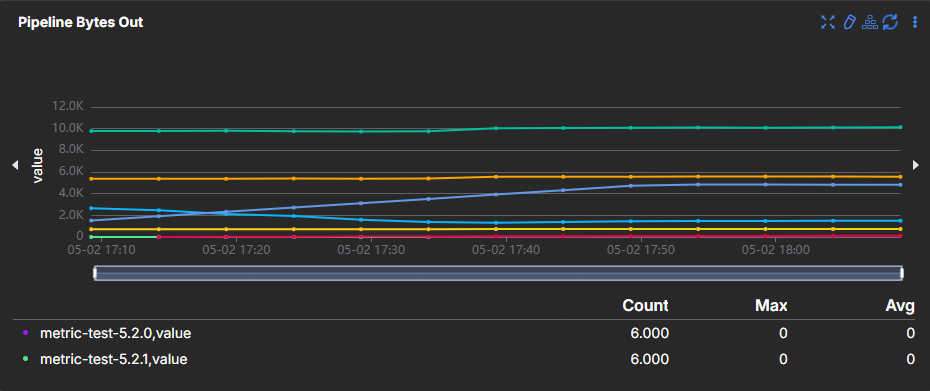 Pipeline Bytes Out
value
12.0K
10.0K
8.0K
6.0K
4.0K
2.0K
0
05-02 17:10 05-02 17:20 05-02 17:30 05-02 17:40 05-02 17:50 05-02 18:00
Count Max Avg
metric-test-5.2.0,value 6.000 0 0
metric-test-5.2.1,value 6.000 0 0